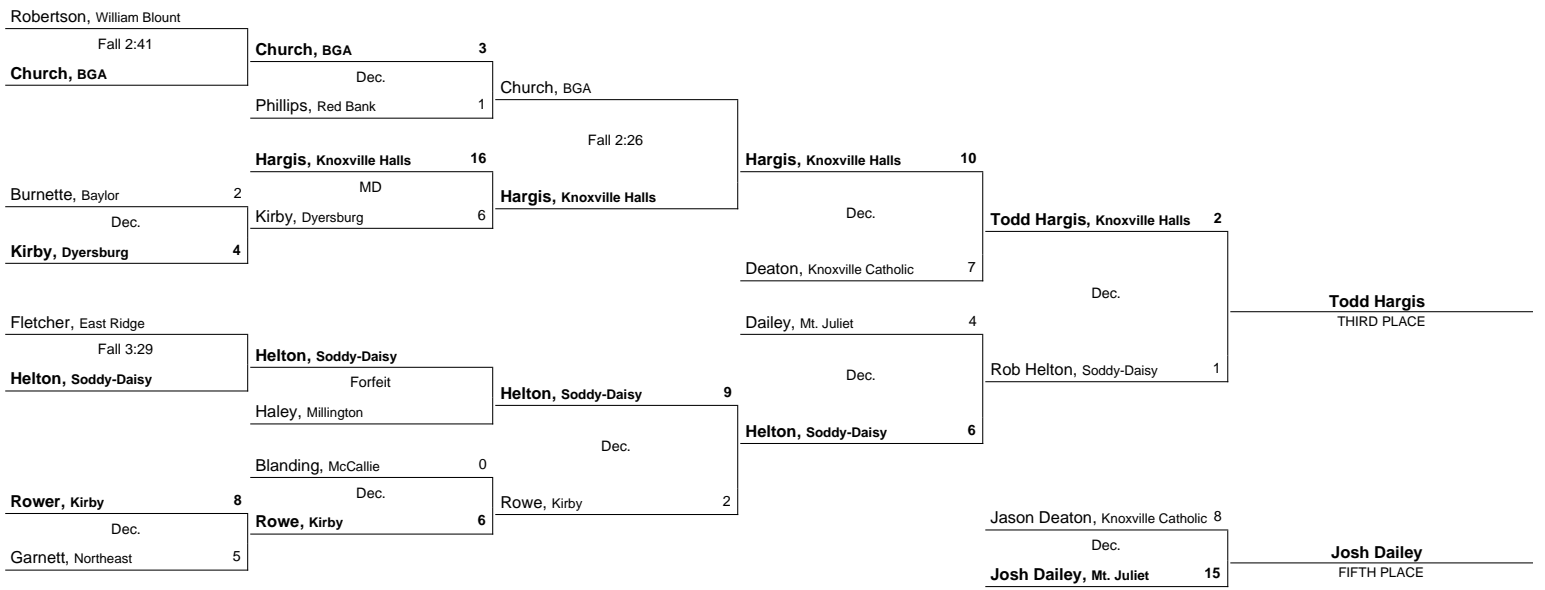 Robertson, William Blount
Fall 2:41
Church, BGA
Burnette, Baylor 2
Dec.
Kirby, Dyersburg 4
Fletcher, East Ridge
Fall 3:29
Helton, Soddy-Daisy
Rower, Kirby 8
Dec.
Garnett, Northeast 5
Church, BGA 3
Dec.
Phillips, Red Bank 1
Hargis, Knoxville Halls 16
MD
Kirby, Dyersburg 6
Helton, Soddy-Daisy
Forfeit
Haley, Millington
Blanding, McCallie 0
Dec.
Rowe, Kirby 6
Church, BGA
Fall 2:26
Hargis, Knoxville Halls
Helton, Soddy-Daisy 9
Dec.
Rowe, Kirby 2
Hargis, Knoxville Halls 10
Dec.
Deaton, Knoxville Catholic 7
Dailey, Mt. Juliet 4
Dec.
Helton, Soddy-Daisy 6
Todd Hargis, Knoxville Halls 2
Dec.
Rob Helton, Soddy-Daisy 1
Jason Deaton, Knoxville Catholic 8
Dec.
Josh Dailey, Mt. Juliet 15
Todd Hargis
THIRD PLACE
Josh Dailey
FIFTH PLACE